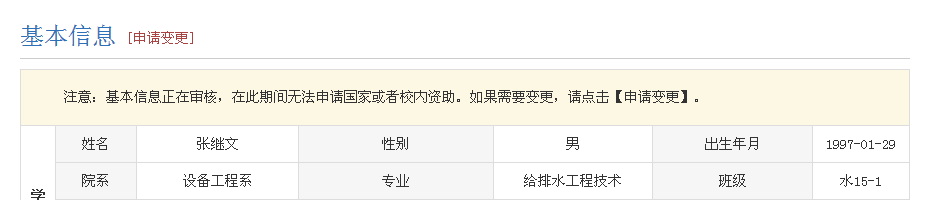 基本信息 [申请变更]
注意：基本信息正在审核，在此期间无法申请国家或者校内资助。如果需要变更，请点击【申请变更】。
姓名 张继文 性别 男 出生年月 1997-01-29
院系 设备工程系 专业 给排水工程技术 班级 水15-1
学